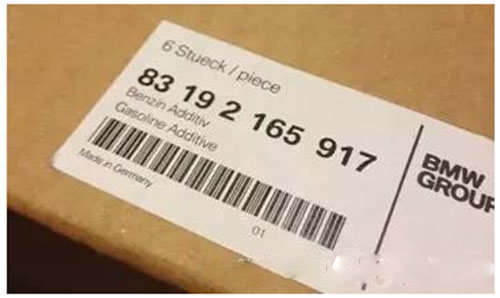 6 Stueck / piece
83 19 2 165 917
Benzin Additiv
Gasoline Additive
Made in Germany
01
BMW
GROUP